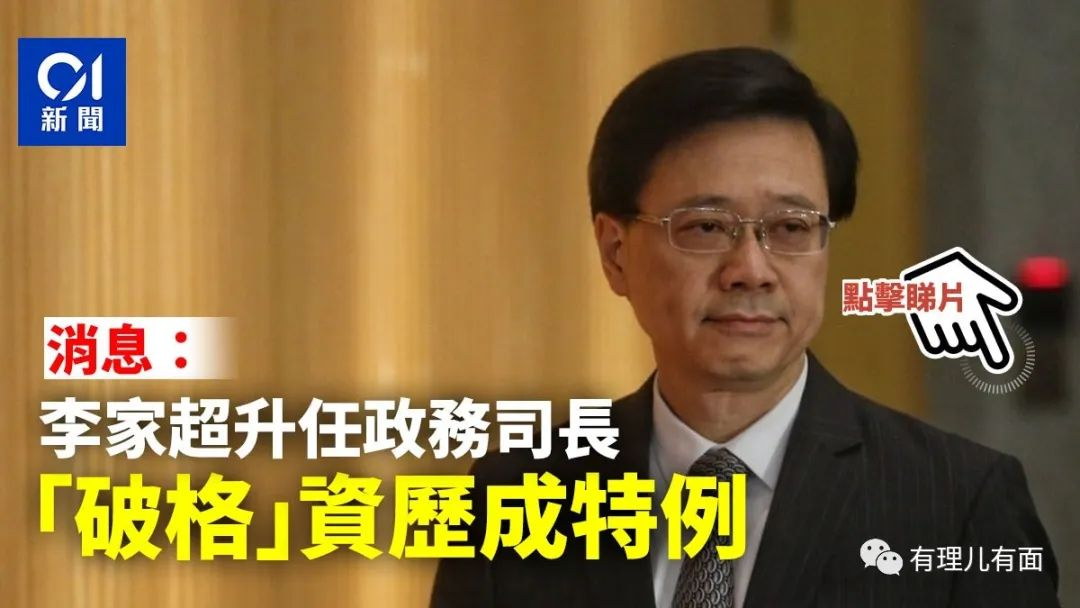 01
新聞
點擊睇片
消息：
李家超升任政務司長
「破格」資歷成特例
有理儿有面